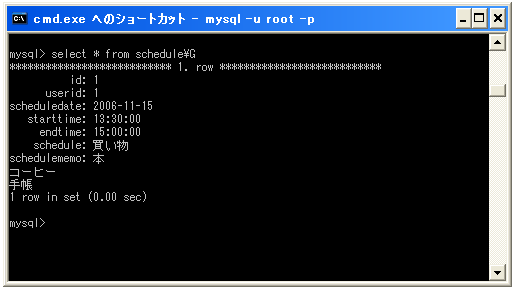 cmd.exe へのショートカット - mysql -u root -p
mysql> select * from schedule¥G
*************************** 1. row ***************************
id: 1
userid: 1
scheduledate: 2006-11-15
starttime: 13:30:00
endtime: 15:00:00
schedule: 買い物
schedulememo: 本
コーヒー
手帳
1 row in set (0.00 sec)
mysql>